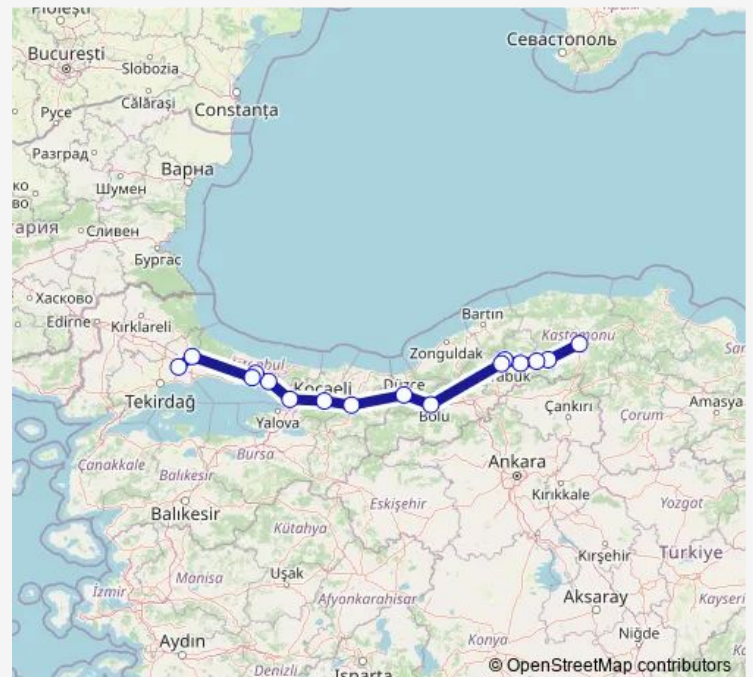 Ploiești
București
Slobozia
Севастополь
Călărași
Русе
Constanța
Разград
Варна
Шумен
Сливен
Бургас
Хасково
Edirne
Kırklareli
Bartın
Kastamonu
Zonguldak
İstanbul
Kocaeli
Düzce
Tekirdağ
Yalova
Bolu
Çankırı
Çorum
Amasya
Bursa
Çanakkale
Balıkesir
Ankara
Balıkesir
Eskişehir
Kırıkkale
Yozgat
Kütahya
Kırşehir
Türkiye
Uşak
İzmir
Manisa
Afyonkarahisar
Aksaray
Kayseri
Aydın
Konya
Niğde
Denizli
Isparta
© OpenStreetMap contributors